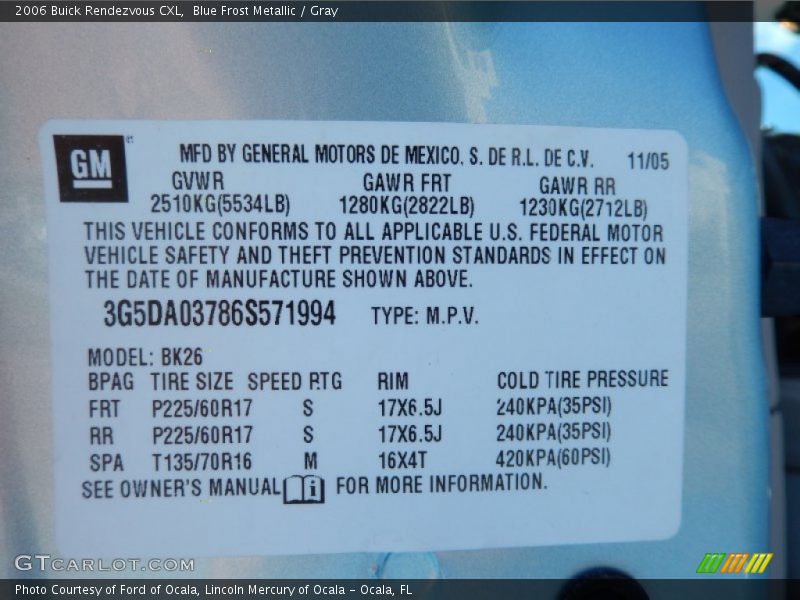 2006 Buick Rendezvous CXL,  Blue Frost Metallic / Gray
GM
MFD BY GENERAL MOTORS DE MEXICO, S. DE R.L. DE C.V. 11/05
GVWR GAWR FRT GAWR RR
2510KG(5534LB) 1280KG(2822LB) 1230KG(2712LB)
THIS VEHICLE CONFORMS TO ALL APPLICABLE U.S. FEDERAL MOTOR
VEHICLE SAFETY AND THEFT PREVENTION STANDARDS IN EFFECT ON
THE DATE OF MANUFACTURE SHOWN ABOVE.
3G5DA03786S571994 TYPE: M.P.V.
MODEL: BK26
BPAG TIRE SIZE SPEED RTG RIM COLD TIRE PRESSURE
FRT P225/60R17 S 17X6.5J 240KPA(35PSI)
RR P225/60R17 S 17X6.5J 240KPA(35PSI)
SPA T135/70R16 M 16X4T 420KPA(60PSI)
SEE OWNER'S MANUAL i FOR MORE INFORMATION.
GTCARLOT.COM
Photo Courtesy of Ford of Ocala, Lincoln Mercury of Ocala – Ocala, FL